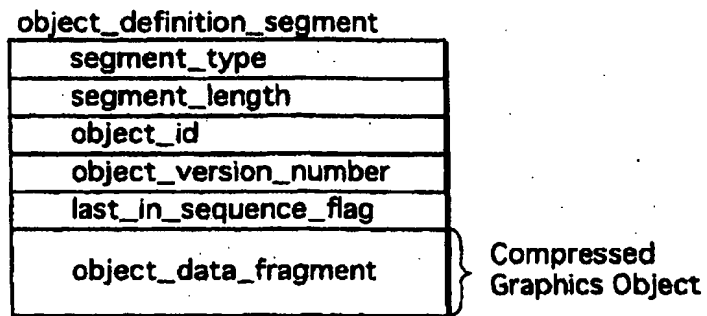 object_definition_segment
segment_type
segment_length
object_id
object_version_number
last_in_sequence_flag
object_data_fragment
Compressed
Graphics Object